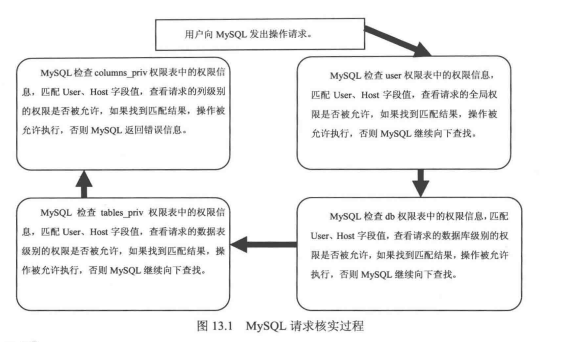 用户向 MySQL 发出操作请求。
MySQL 检查 user 权限表中的权限信息,
匹配 User、Host 字段值,查看请求的全局权
限是否被允许,如果找到匹配结果,操作被
允许执行,否则 MySQL 继续向下查找。
MySQL 检查 db 权限表中的权限信息,匹配
User、Host 字段值,查看请求的数据库级别的权
限是否被允许,如果找到匹配结果,操作被允许
执行,否则 MySQL 继续向下查找。
MySQL 检查 tables_priv 权限表中的权限信
息,匹配 User、Host 字段值,查看请求的数据表
级别的权限是否被允许,如果找到匹配结果,操
作被允许执行,否则 MySQL 继续向下查找。
MySQL 检查 columns_priv 权限表中的权限信
息,匹配 User、Host 字段值,查看请求的列级别
的权限是否被允许,如果找到匹配结果,操作被
允许执行,否则 MySQL 返回错误信息。
图 13.1 MySQL 请求核实过程